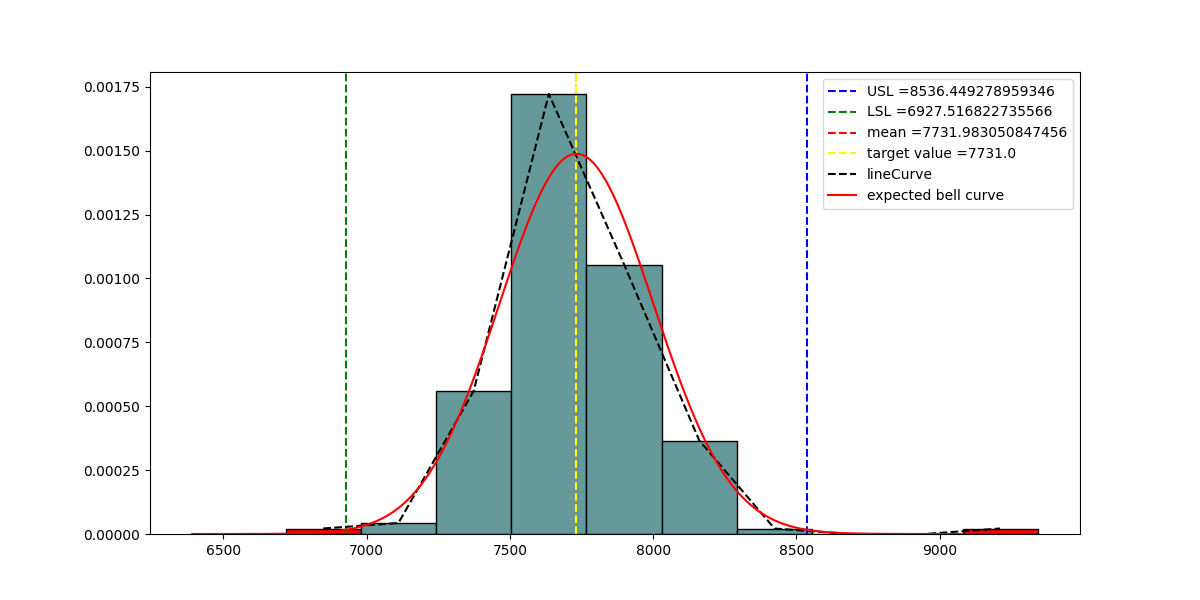 0.00175
0.00150
0.00125
0.00100
0.00075
0.00050
0.00025
0.00000
6500 7000 7500 8000 8500 9000
USL =8536.449278959346
LSL =6927.516822735566
mean =7731.983050847456
target value =7731.0
lineCurve
expected bell curve